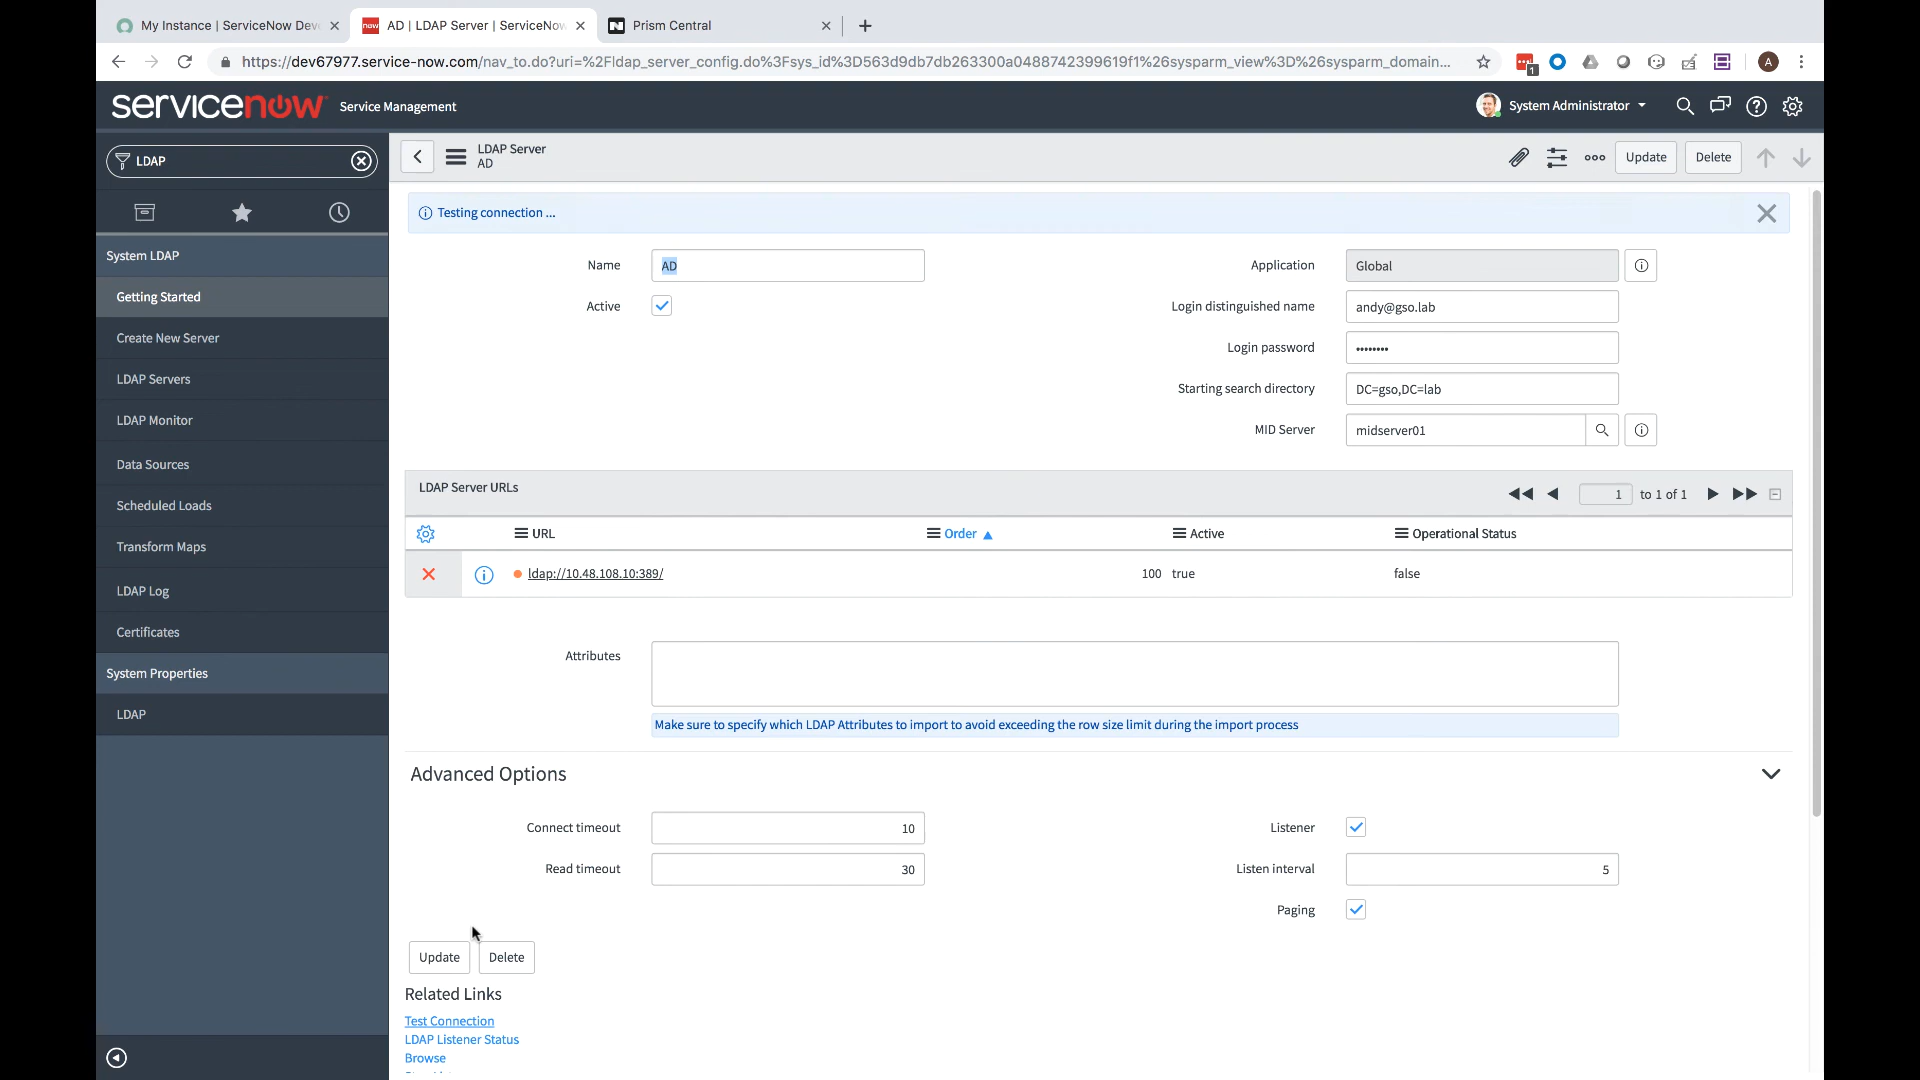 My Instance | ServiceNow Deve
AD | LDAP Server | ServiceNow
Prism Central
https://dev67977.service-now.com/nav_to.do?uri=%2Fldap_server_config.do%3Fsys_id%3D563d9db7db263300a0488742399619f1%26sysparm_view%3D%26sysparm_domain...
1
A
servicenow Service Management
System Administrator
LDAP
LDAP Server
AD
Update
Delete
System LDAP
Getting Started
Create New Server
LDAP Servers
LDAP Monitor
Data Sources
Scheduled Loads
Transform Maps
LDAP Log
Certificates
System Properties
LDAP
Testing connection ...
Name AD
Active
Application Global
Login distinguished name andy@gso.lab
Login password ••••••••
Starting search directory DC=gso,DC=lab
MID Server midserver01
LDAP Server URLs
1 to 1 of 1
URL Order Active Operational Status
ldap://10.48.108.10:389/ 100 true false
Attributes
Make sure to specify which LDAP Attributes to import to avoid exceeding the row size limit during the import process
Advanced Options
Connect timeout 10
Listener
Read timeout 30
Listen interval 5
Paging
Update Delete
Related Links
Test Connection
LDAP Listener Status
Browse